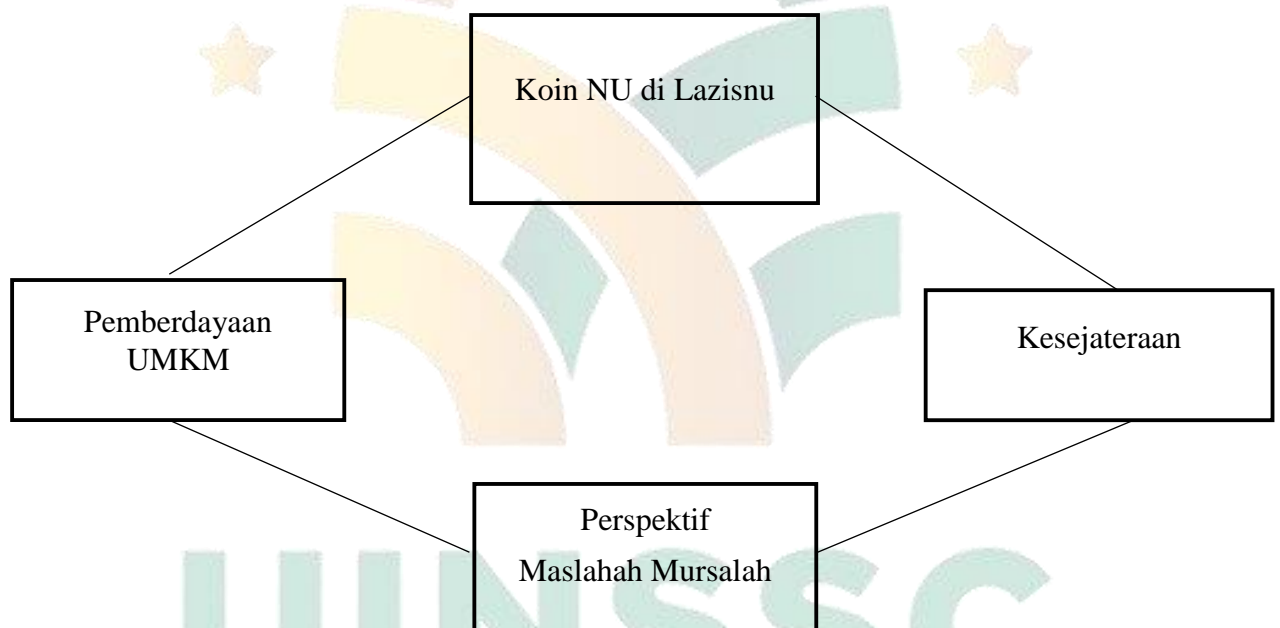 Koin NU di Lazisnu
Pemberdayaan
UMKM
Kesejateraan
Perspektif
Maslahah Mursalah
UINSSC